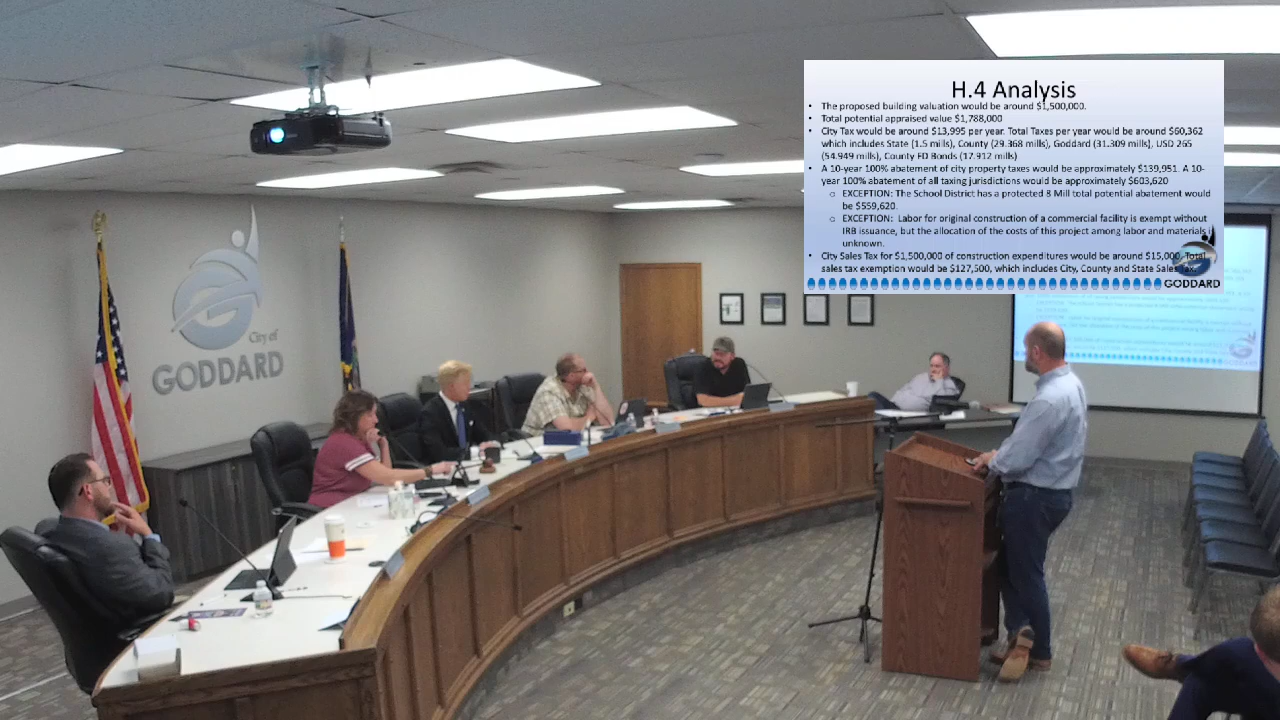 H.4 Analysis
• The proposed building valuation would be around $1,500,000.
• Total potential appraised value $1,788,000
• City Tax would be around $13,995 per year. Total Taxes per year would be around $60,362
which includes State (1.5 mills), County (29.368 mills), Goddard (31.309 mills), USD 265
(54.949 mills), County FD Bonds (17.912 mills)
• A 10-year 100% abatement of city property taxes would be approximately $139,951. A 10-
year 100% abatement of all taxing jurisdictions would be approximately $603,620
o EXCEPTION: The School District has a protected 8 Mill total potential abatement would
be $559,620.
o EXCEPTION: Labor for original construction of a commercial facility is exempt without
IRB issuance, but the allocation of the costs of this project among labor and materials i
unknown.
• City Sales Tax for $1,500,000 of construction expenditures would be around $15,000. Total
sales tax exemption would be $127,500, which includes City, County and State Sales Tax.
GODDARD
City of
GODDARD